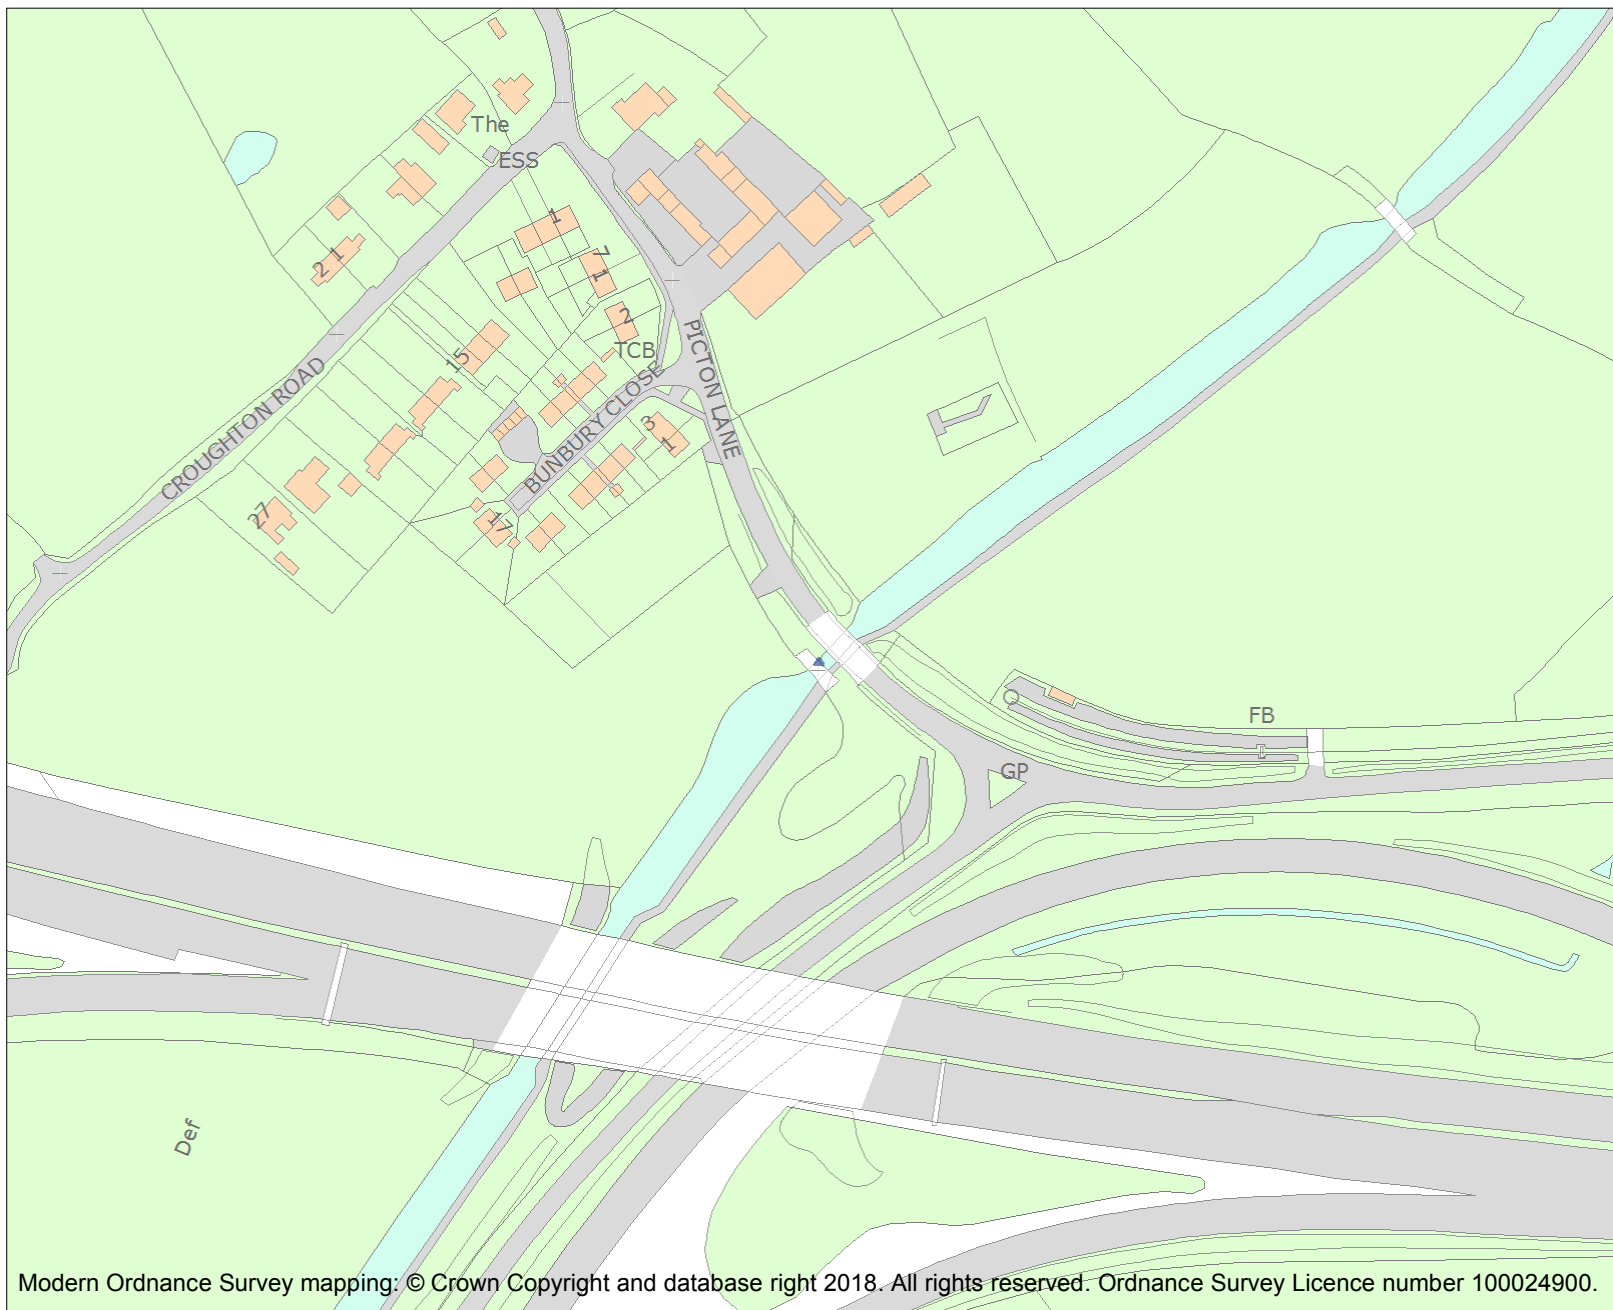 The
ESS
1
7
1
2 1
2
TCB
15
CROUGHTON ROAD
PICTON LANE
BUNBURY CLOSE
3
1
27
17
FB
GP
Def
Modern Ordnance Survey mapping: © Crown Copyright and database right 2018. All rights reserved. Ordnance Survey Licence number 100024900.